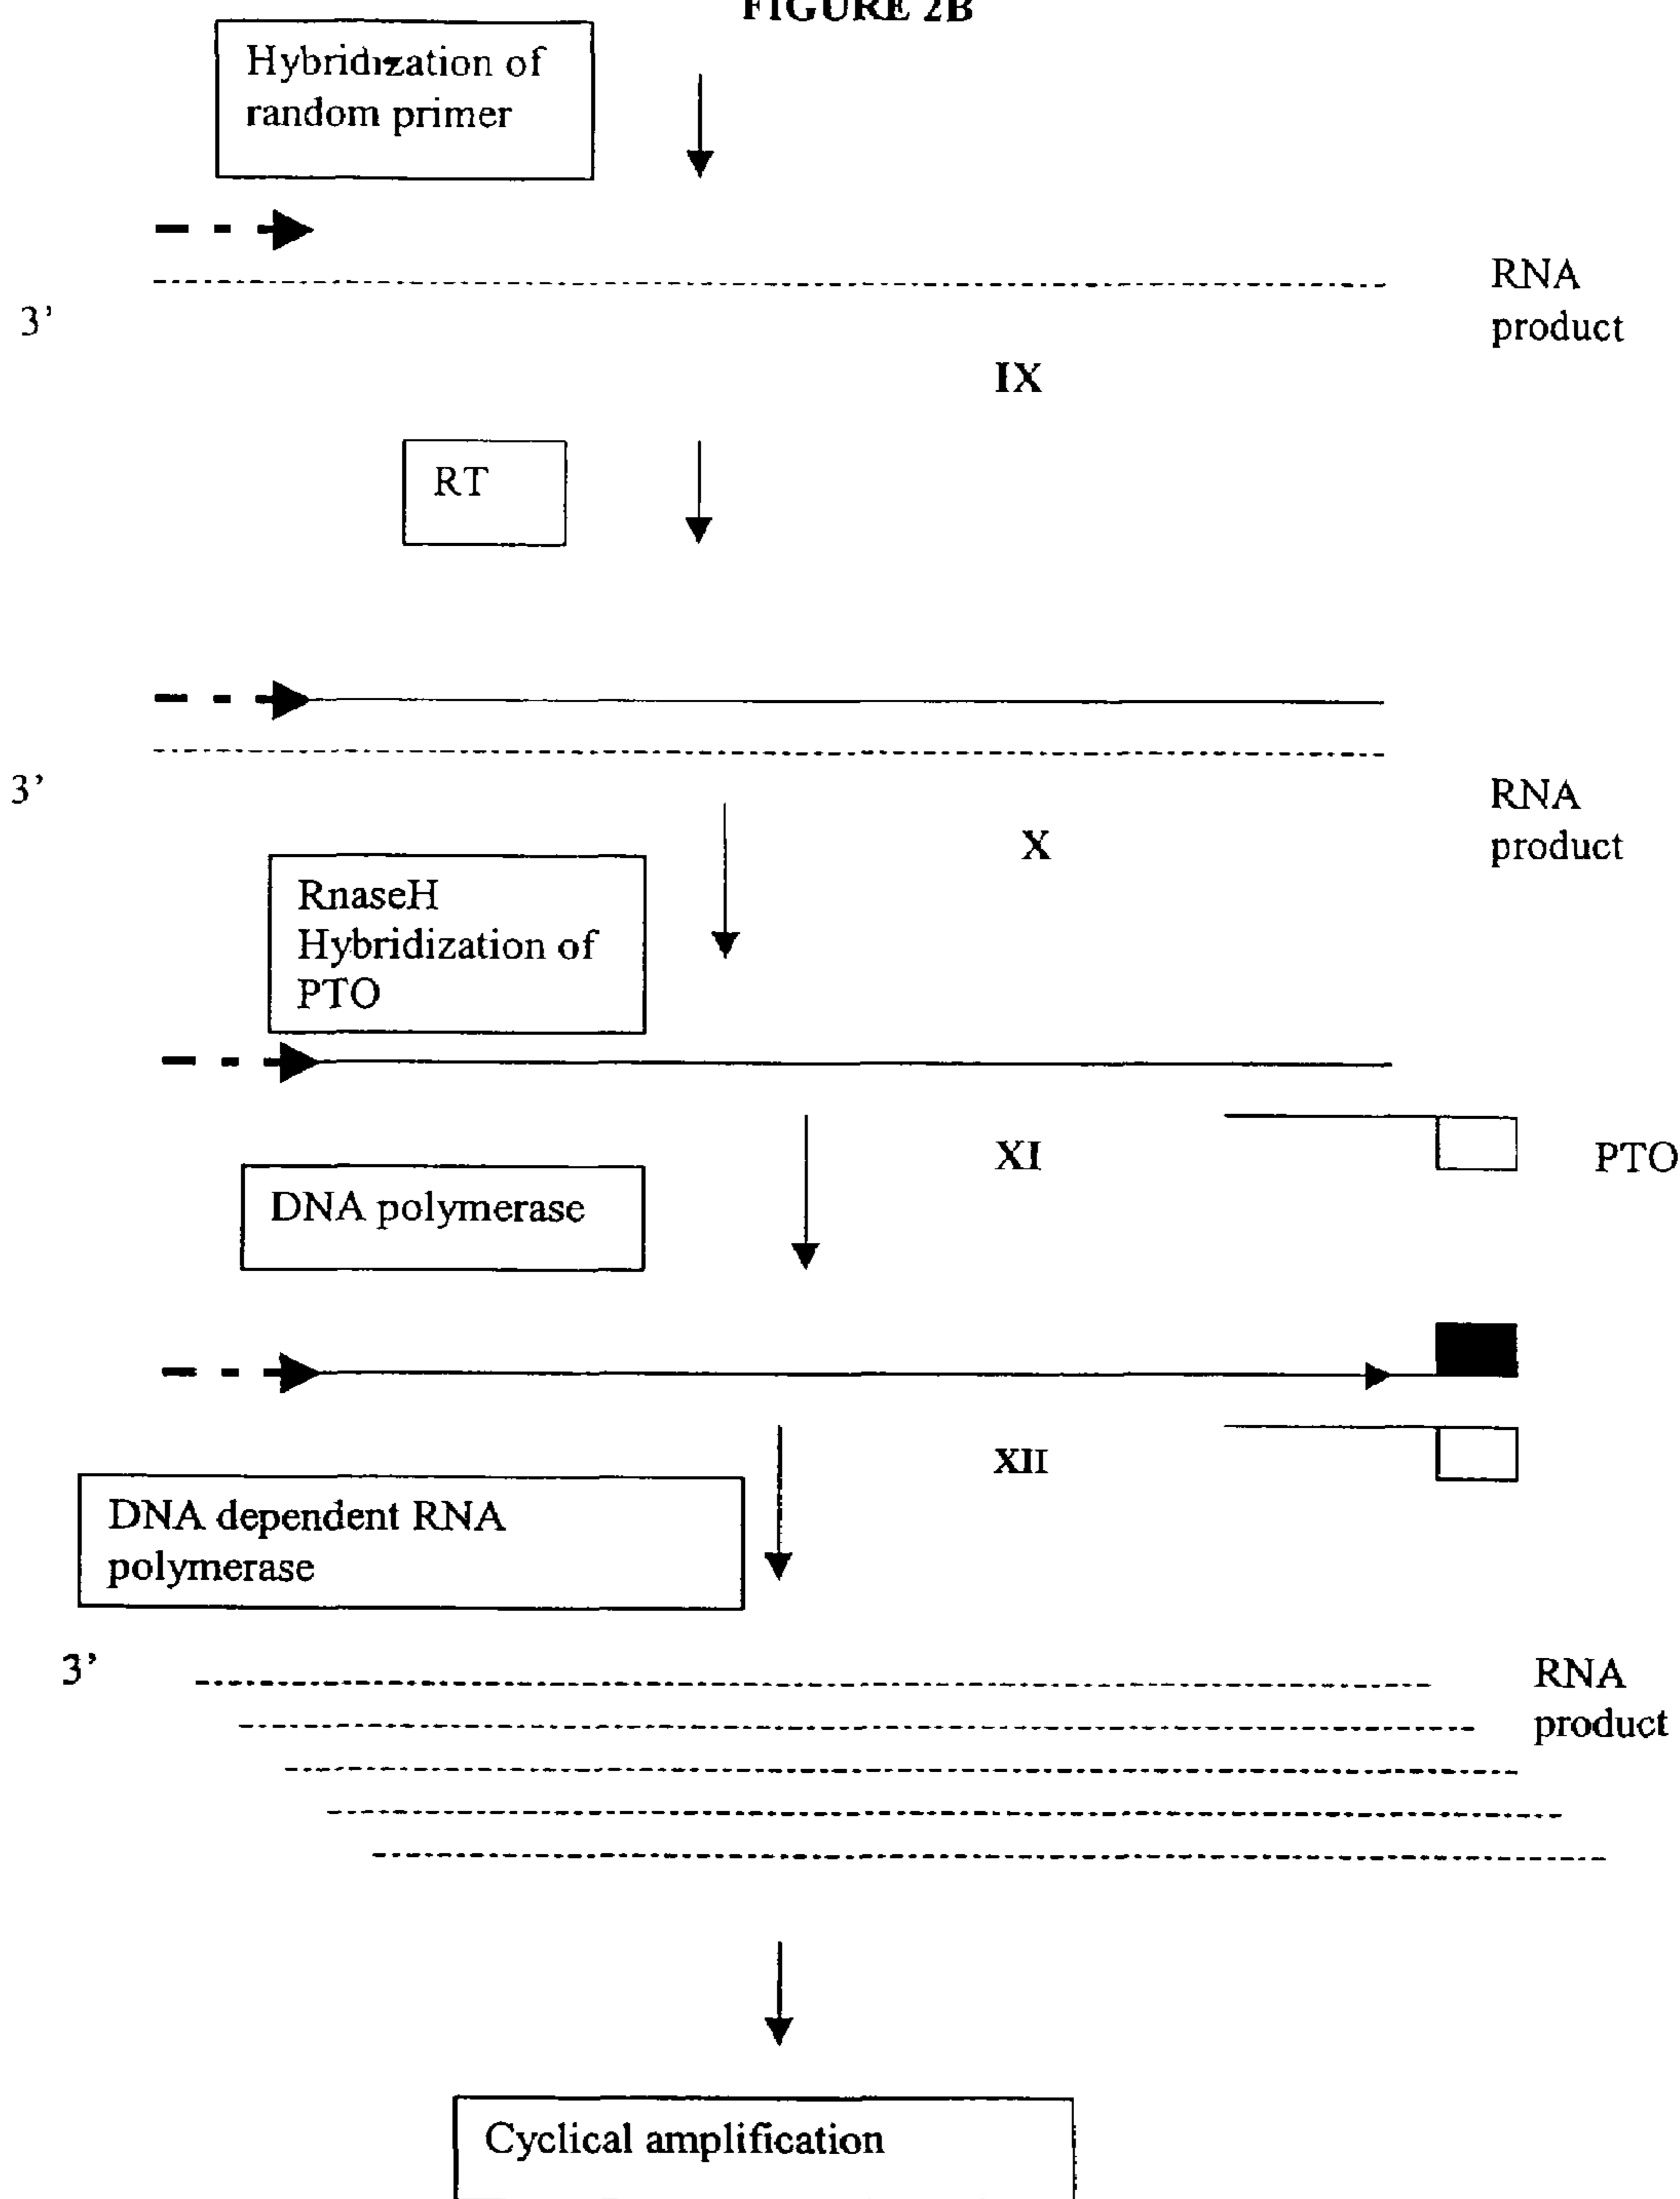 FIGURE 2B
Hybridization of
random primer
RNA
product
3'
IX
RT
RNA
product
3'
X
RnaseH
Hybridization of
PTO
XI
PTO
DNA polymerase
XII
DNA dependent RNA
polymerase
3'
RNA
product
Cyclical amplification